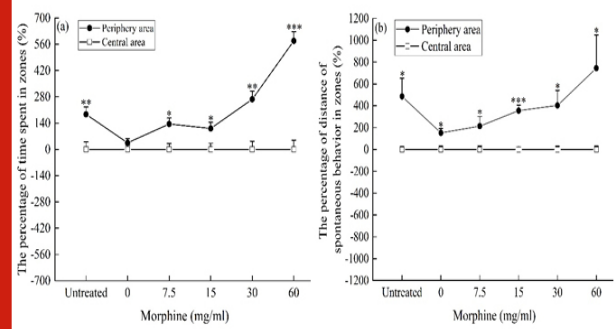 (a)
Periphery area
Central area
The percentage of time spent in zones (%)
700
560
420
280
140
0
-140
-280
-420
-560
-700
**
*
*
**
***
Untreated 0 7.5 15 30 60
Morphine (mg/ml)
(b)
Periphery area
Central area
The percentage of distance of
spontaneous behavior in zones (%)
1200
1000
800
600
400
200
0
-200
-400
-600
-800
-1000
-1200
*
*
*
***
*
*
Untreated 0 7.5 15 30 60
Morphine (mg/ml)